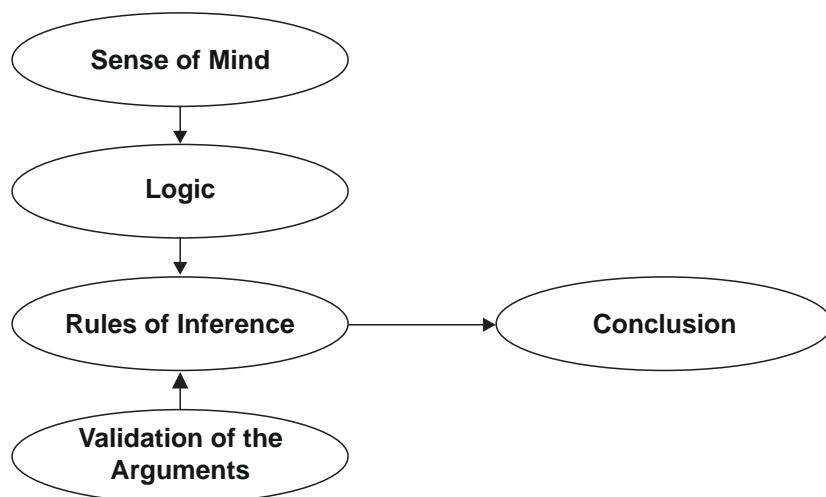 Sense of Mind
Logic
Rules of Inference
Conclusion
Validation of the
Arguments